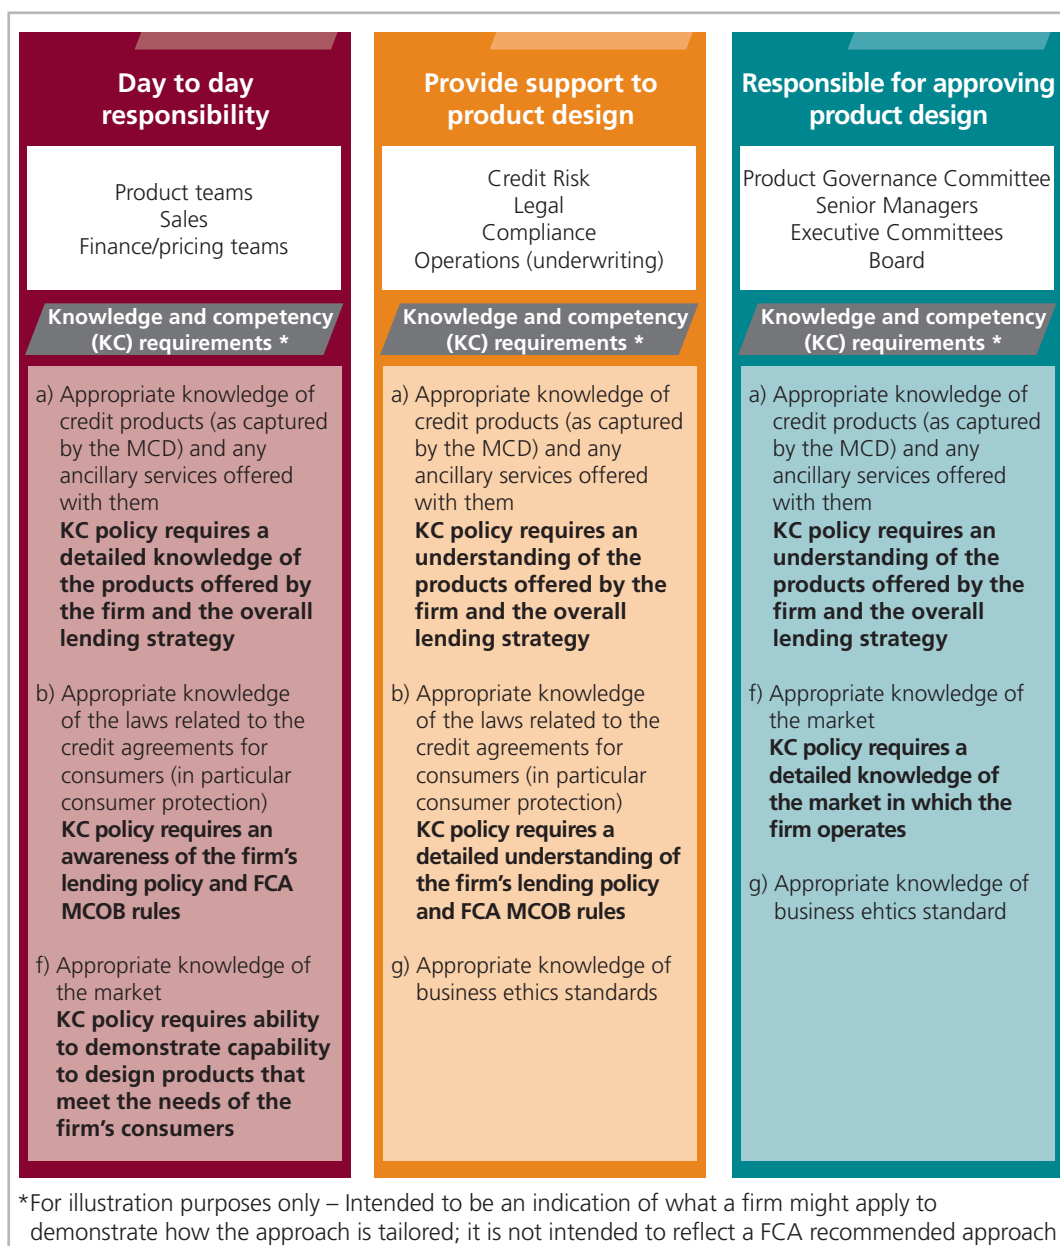 Day to day
responsibility
Product teams
Sales
Finance/pricing teams
Knowledge and competency
(KC) requirements *
a) Appropriate knowledge of
credit products (as captured
by the MCD) and any
ancillary services offered
with them
KC policy requires a
detailed knowledge of
the products offered by
the firm and the overall
lending strategy
b) Appropriate knowledge
of the laws related to the
credit agreements for
consumers (in particular
consumer protection)
KC policy requires an
awareness of the firm’s
lending policy and FCA
MCOB rules
f) Appropriate knowledge of
the market
KC policy requires ability
to demonstrate capability
to design products that
meet the needs of the
firm’s consumers
Provide support to
product design
Credit Risk
Legal
Compliance
Operations (underwriting)
Knowledge and competency
(KC) requirements *
a) Appropriate knowledge of
credit products (as captured
by the MCD) and any
ancillary services offered
with them
KC policy requires an
understanding of the
products offered by the
firm and the overall
lending strategy
b) Appropriate knowledge
of the laws related to the
credit agreements for
consumers (in particular
consumer protection)
KC policy requires a
detailed understanding of
the firm’s lending policy
and FCA MCOB rules
g) Appropriate knowledge of
business ethics standards
Responsible for approving
product design
Product Governance Committee
Senior Managers
Executive Committees
Board
Knowledge and competency
(KC) requirements *
a) Appropriate knowledge of
credit products (as captured
by the MCD) and any
ancillary services offered
with them
KC policy requires an
understanding of the
products offered by the
firm and the overall
lending strategy
f) Appropriate knowledge of
the market
KC policy requires a
detailed knowledge of
the market in which the
firm operates
g) Appropriate knowledge of
business ehtics standard
*For illustration purposes only – Intended to be an indication of what a firm might apply to
demonstrate how the approach is tailored; it is not intended to reflect a FCA recommended approach